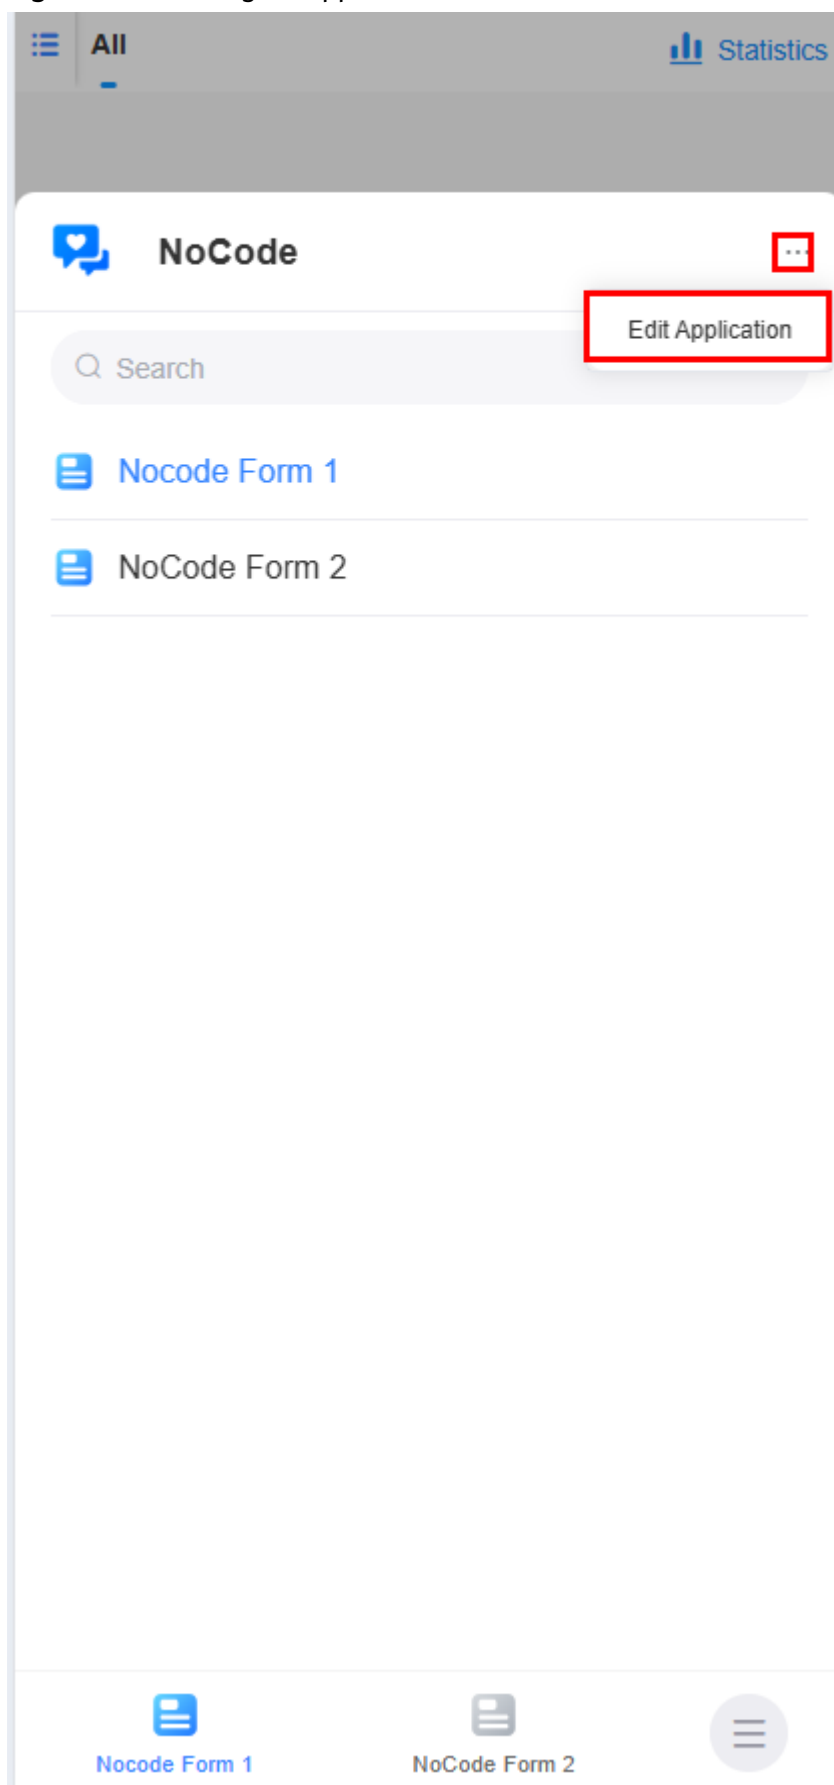 All
Statistics
NoCode
...
Edit Application
Search
Nocode Form 1
NoCode Form 2
Nocode Form 1
NoCode Form 2